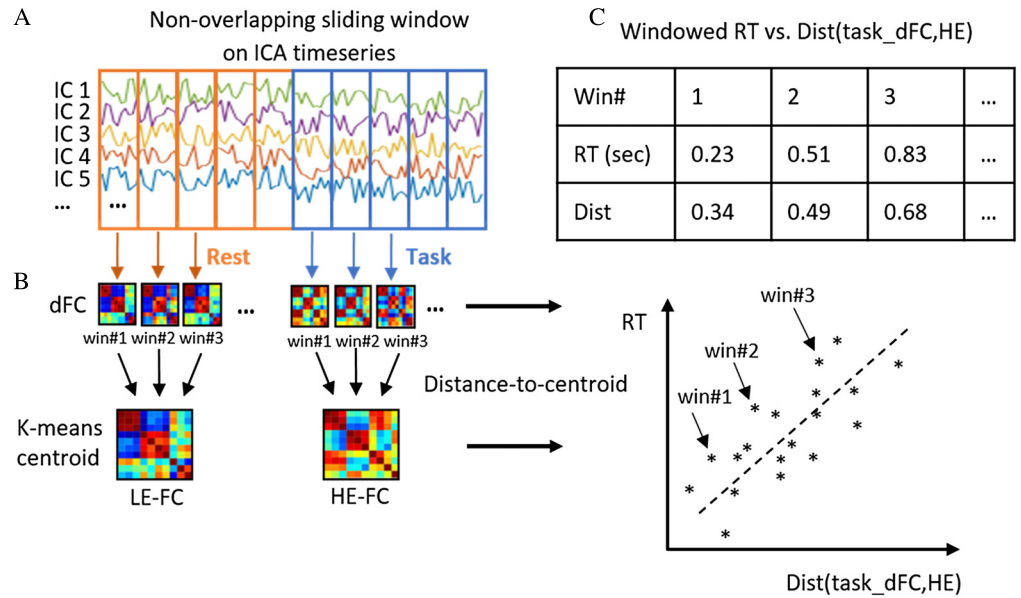 A
Non-overlapping sliding window
on ICA timeseries
IC 1
IC 2
IC 3
IC 4
IC 5
...
...
Rest
Task
B
dFC
...
...
win#1
win#2
win#3
win#1
win#2
win#3
Distance-to-centroid
K-means
centroid
LE-FC
HE-FC
C
Windowed RT vs. Dist(task_dFC,HE)
Win# 1 2 3 ...
RT (sec) 0.23 0.51 0.83 ...
Dist 0.34 0.49 0.68 ...
RT
win#3
win#2
win#1
Dist(task_dFC,HE)